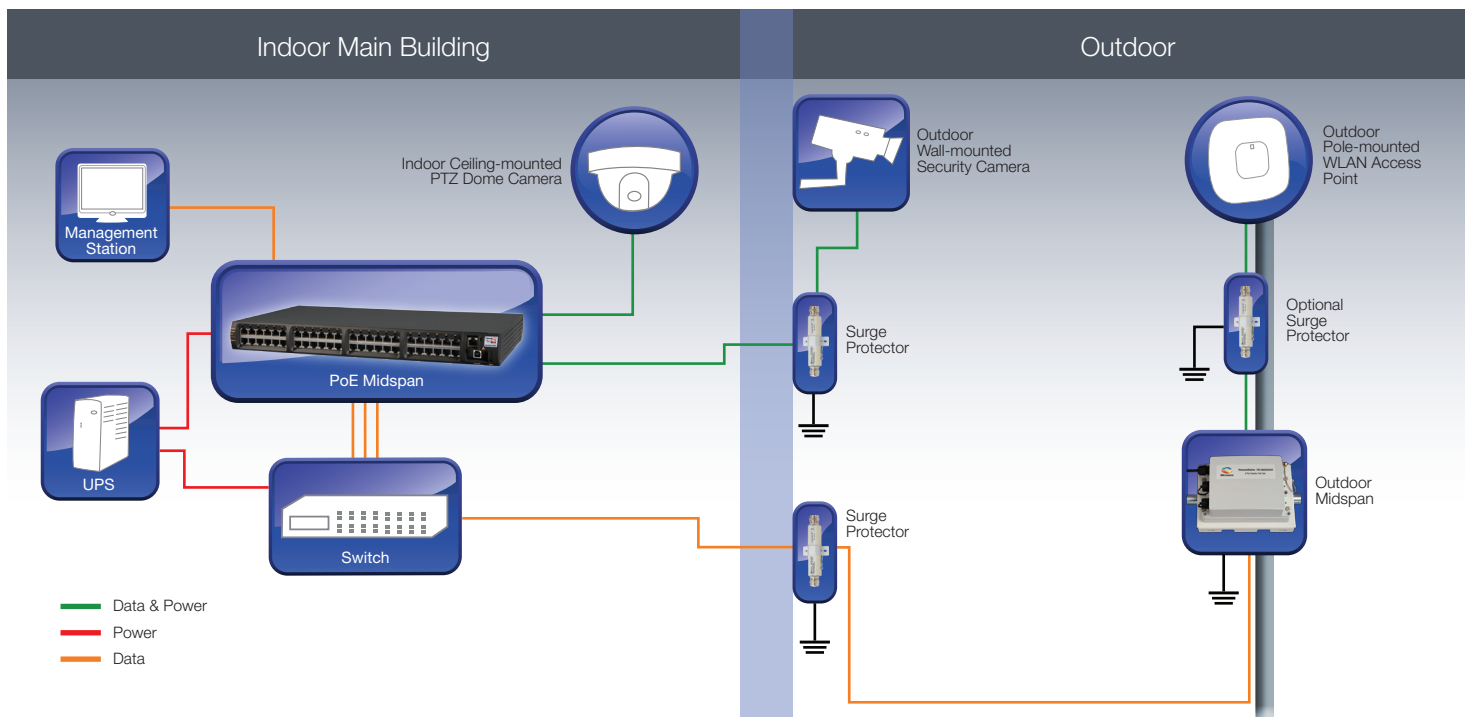 Indoor Main Building
Outdoor
Indoor Ceiling-mounted
PTZ Dome Camera
Outdoor
Wall-mounted
Security Camera
Outdoor
Pole-mounted
WLAN Access
Point
Management
Station
PoE Midspan
Surge
Protector
Optional
Surge
Protector
UPS
Switch
Surge
Protector
Outdoor
Midspan
Data & Power
Power
Data